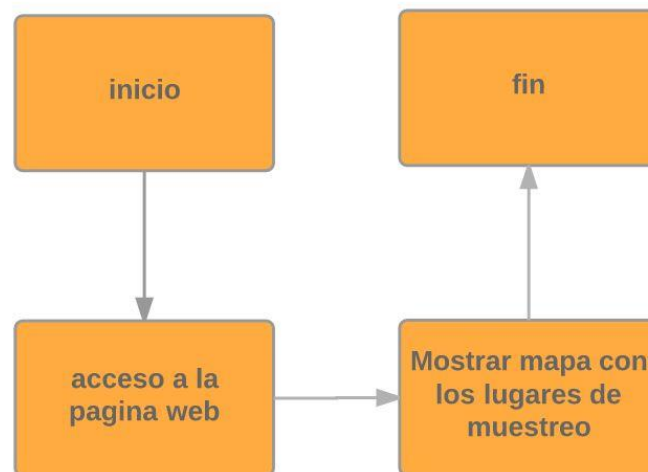 inicio
acceso a la
pagina web
Mostrar mapa con
los lugares de
muestreo
fin